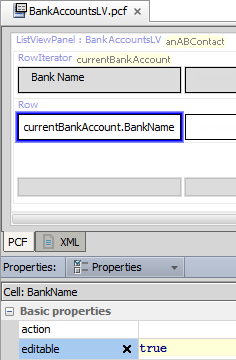 BankAccountsLV.pcf
ListViewPanel : BankAccountsLV anABContact
RowIterator currentBankAccount
Bank Name
Row
currentBankAccount.BankName
PCF XML
Properties: Properties
Cell: BankName
Basic properties
action
editable true